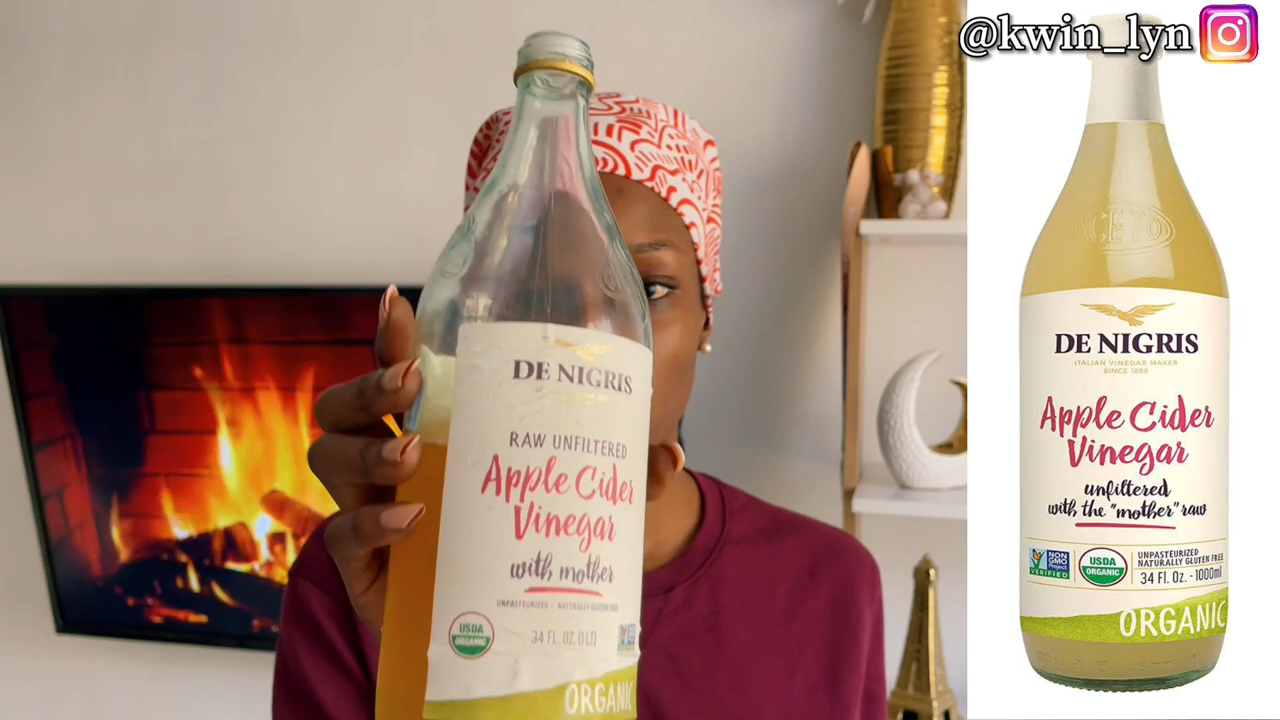 @kwin_lyn
DE NIGRIS
RAW UNFILTERED
Apple Cider
Vinegar
with mother
UNPASTEURIZED - NATURALLY GLUTEN FREE
USDA
ORGANIC
34 FL. OZ. (1 LT)
ORGANIC
ACETO
DE NIGRIS
ITALIAN VINEGAR MAKER
SINCE 1889
Apple Cider
Vinegar
unfiltered
with the "mother" raw
NON
GMO
Project
VERIFIED
USDA
ORGANIC
UNPASTEURIZED
NATURALLY GLUTEN FREE
34 Fl. Oz. - 1000ml
ORGANIC